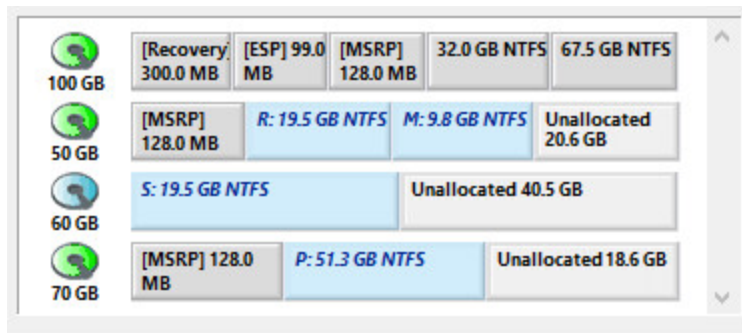 [Recovery] 300.0 MB
[ESP] 99.0 MB
[MSRP] 128.0 MB
32.0 GB NTFS
67.5 GB NTFS
100 GB
[MSRP] 128.0 MB
R: 19.5 GB NTFS
M: 9.8 GB NTFS
Unallocated 20.6 GB
50 GB
S: 19.5 GB NTFS
Unallocated 40.5 GB
60 GB
[MSRP] 128.0 MB
P: 51.3 GB NTFS
Unallocated 18.6 GB
70 GB